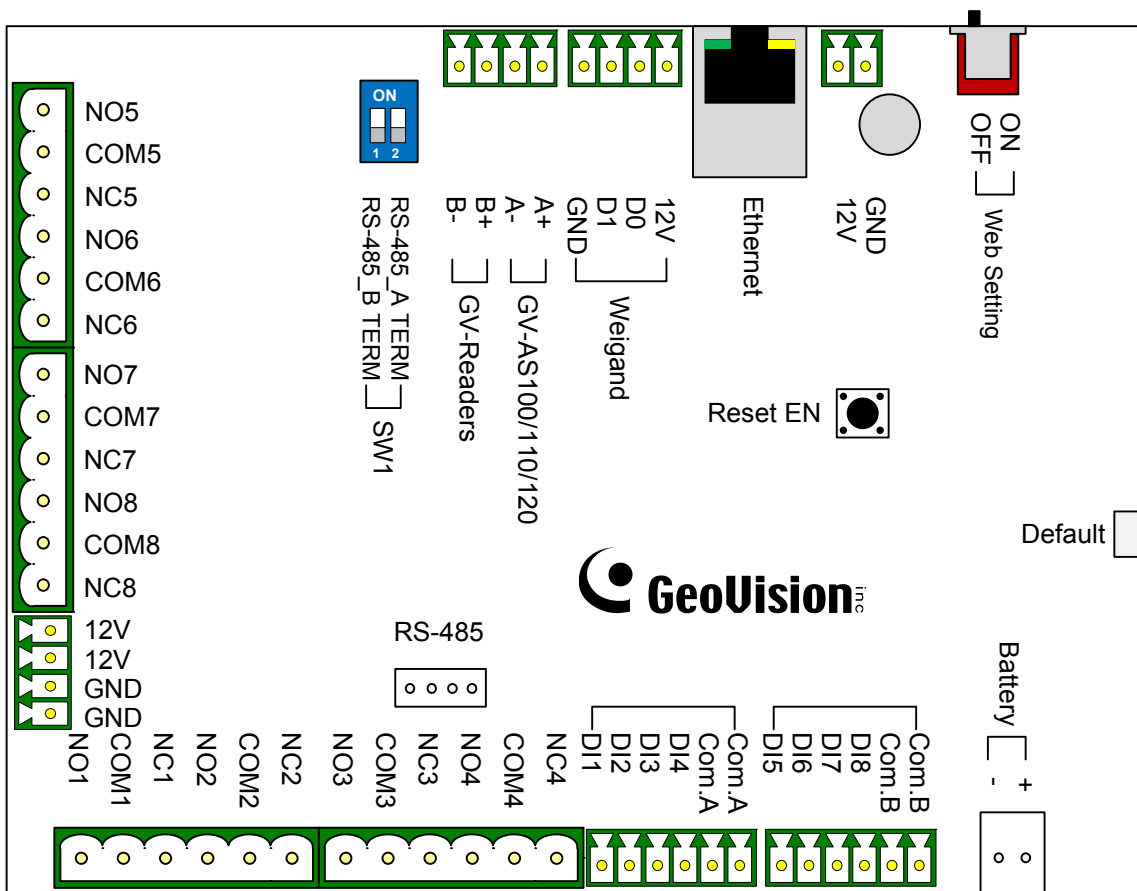 ON
1 2
NO5
COM5
NC5
NO6
COM6
NC6
NO7
COM7
NC7
NO8
COM8
NC8
12V
12V
GND
GND
RS-485_B TERM
RS-485_A TERM
SW1
B-
B+
GV-Readers
A-
A+
GV-AS100/110/120
GND
D1
D0
12V
Weigand
Ethernet
12V
GND
OFF
ON
Web Setting
Reset EN
Default
GeoVision inc
RS-485
Battery
-
+
NO1
COM1
NC1
NO2
COM2
NC2
NO3
COM3
NC3
NO4
COM4
NC4
DI1
DI2
DI3
DI4
Com.A
Com.A
DI5
DI6
DI7
DI8
Com.B
Com.B